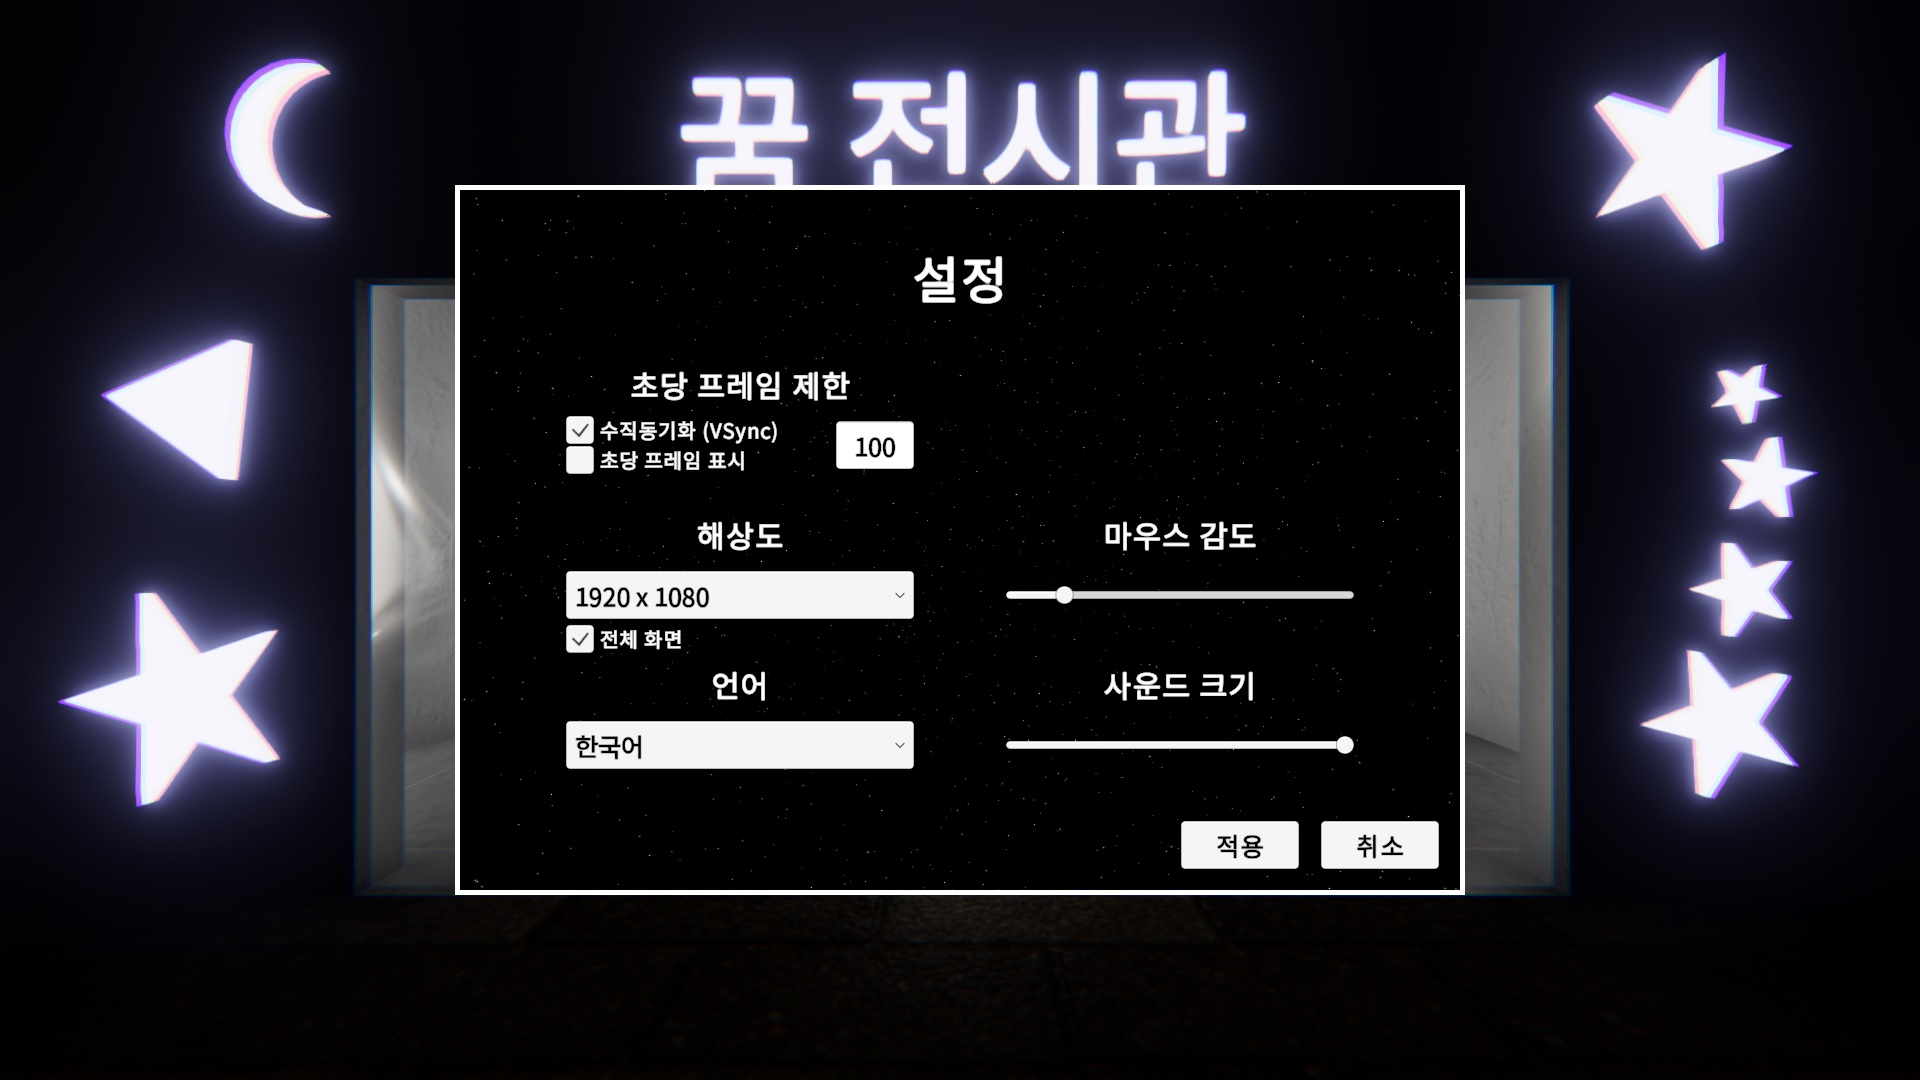 꿈 전시관
설정
초당 프레임 제한
수직동기화 (VSync)
초당 프레임 표시
100
해상도
1920 x 1080
전체 화면
마우스 감도
언어
한국어
사운드 크기
적용
취소